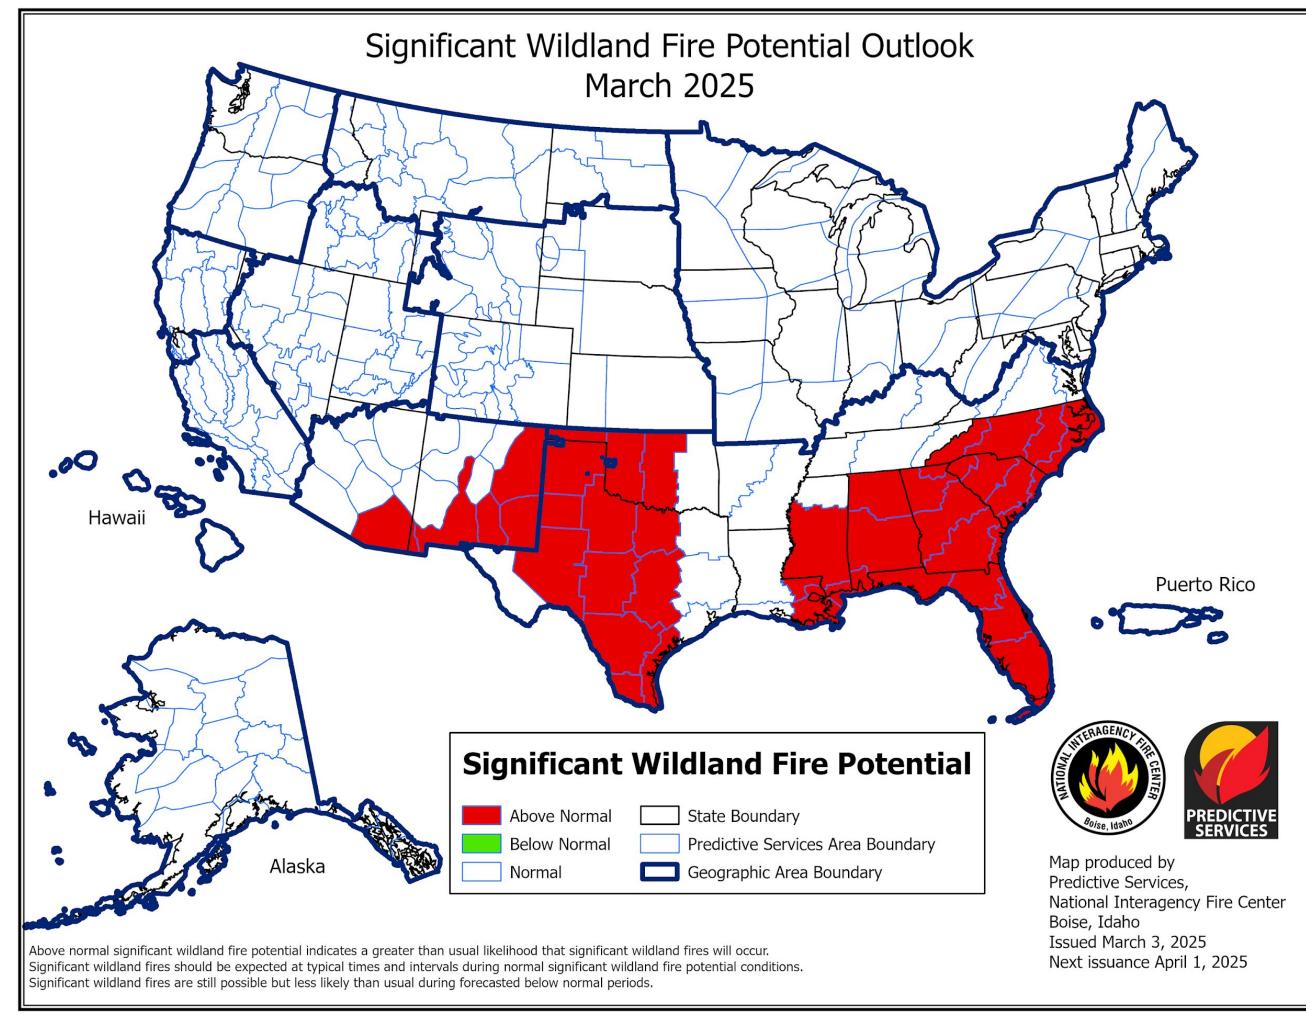 Significant Wildland Fire Potential Outlook
March 2025
Hawaii
Puerto Rico
Alaska
Significant Wildland Fire Potential
Above Normal
State Boundary
Below Normal
Predictive Services Area Boundary
Normal
Geographic Area Boundary
NATIONAL INTERAGENCY FIRE CENTER
Boise, Idaho
PREDICTIVE
SERVICES
Map produced by
Predictive Services,
National Interagency Fire Center
Boise, Idaho
Issued March 3, 2025
Next issuance April 1, 2025
Above normal significant wildland fire potential indicates a greater than usual likelihood that significant wildland fires will occur.
Significant wildland fires should be expected at typical times and intervals during normal significant wildland fire potential conditions.
Significant wildland fires are still possible but less likely than usual during forecasted below normal periods.